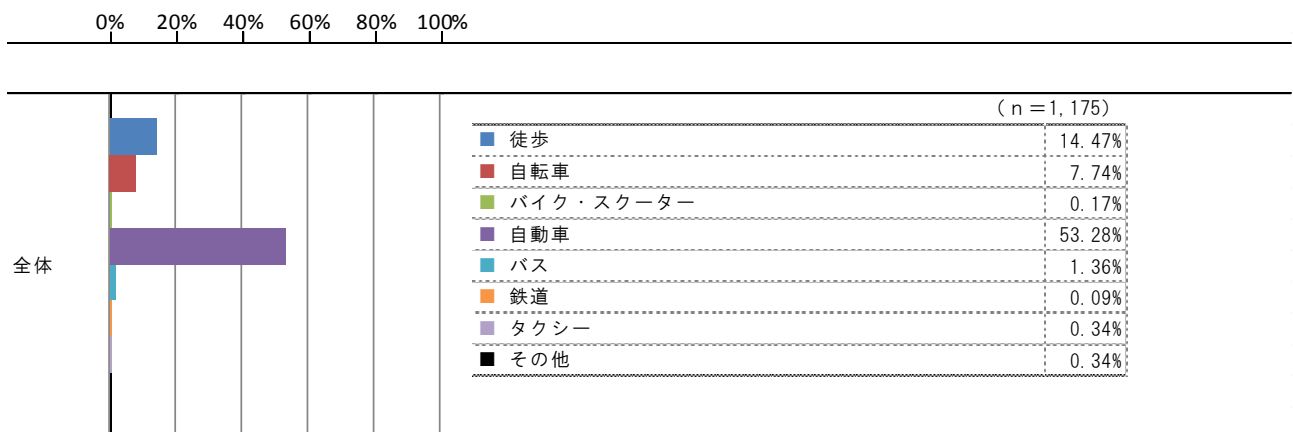 0% 20% 40% 60% 80% 100%
(n=1,175)
徒歩 14.47%
自転車 7.74%
バイク・スクーター 0.17%
自動車 53.28%
全体
バス 1.36%
鉄道 0.09%
タクシー 0.34%
その他 0.34%